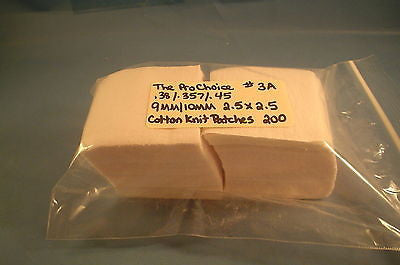 The ProChoice # 3A
.38/.357/.45
9MM/10MM 2.5x2.5
Cotton Knit Patches 200